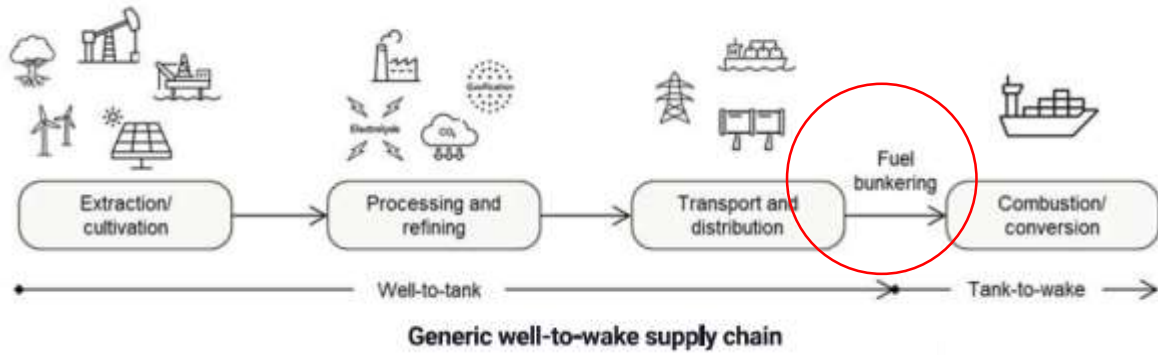 Gasification
Electrolysis
CO₂
Fuel
bunkering
Extraction/
cultivation
Processing and
refining
Transport and
distribution
Combustion/
conversion
Well-to-tank
Tank-to-wake
Generic well-to-wake supply chain